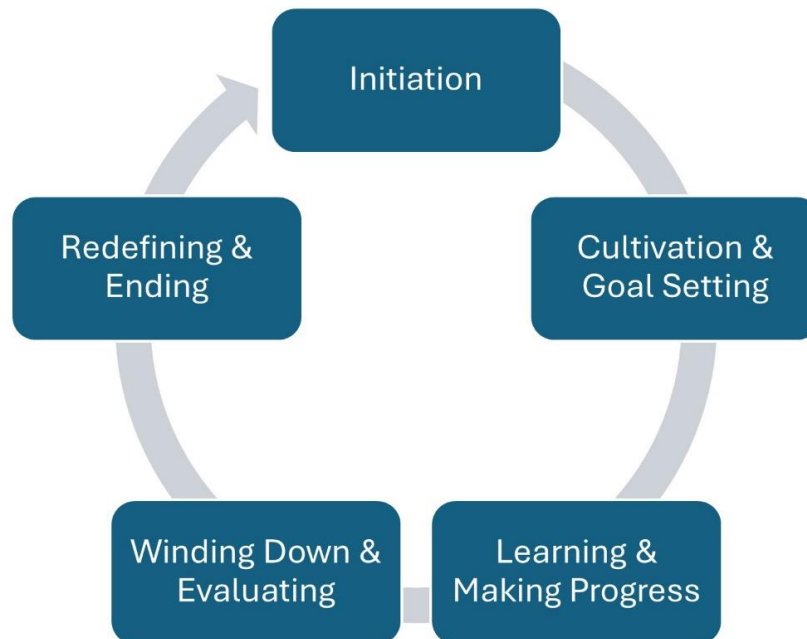 Initiation
Cultivation &
Goal Setting
Learning &
Making Progress
Winding Down &
Evaluating
Redefining &
Ending